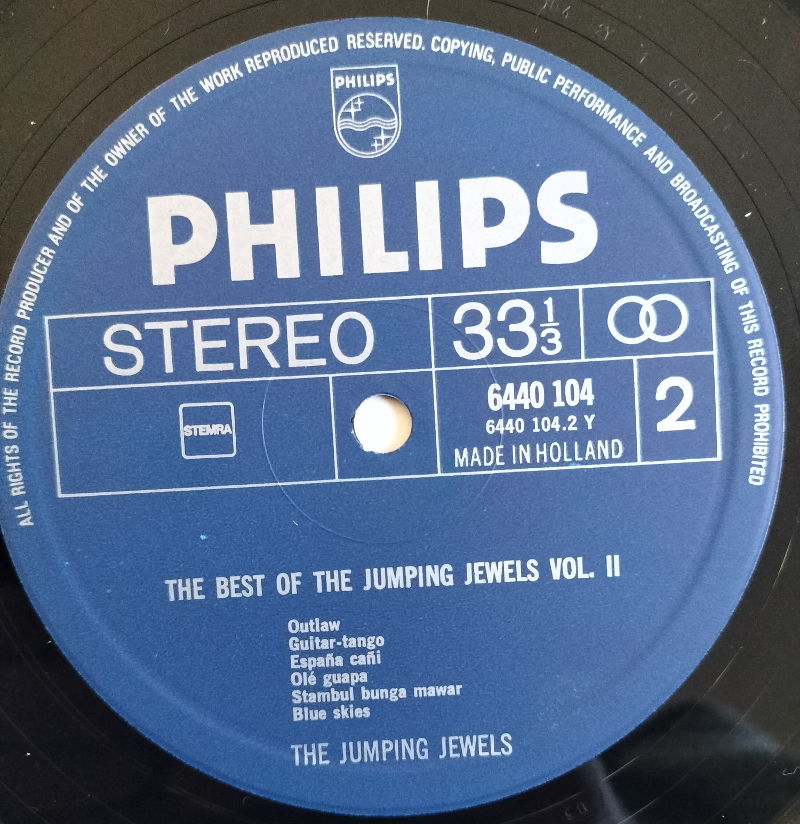 ALL RIGHTS OF THE RECORD PRODUCER AND OF THE OWNER OF THE WORK REPRODUCED RESERVED. COPYING, PUBLIC PERFORMANCE AND BROADCASTING OF THIS RECORD PROHIBITED
PHILIPS
PHILIPS
STEREO
33 1/3
STEMRA
6440 104
6440 104.2 Y
MADE IN HOLLAND
2
THE BEST OF THE JUMPING JEWELS VOL. II
Outlaw
Guitar-tango
España cañi
Olé guapa
Stambul bunga mawar
Blue skies
THE JUMPING JEWELS